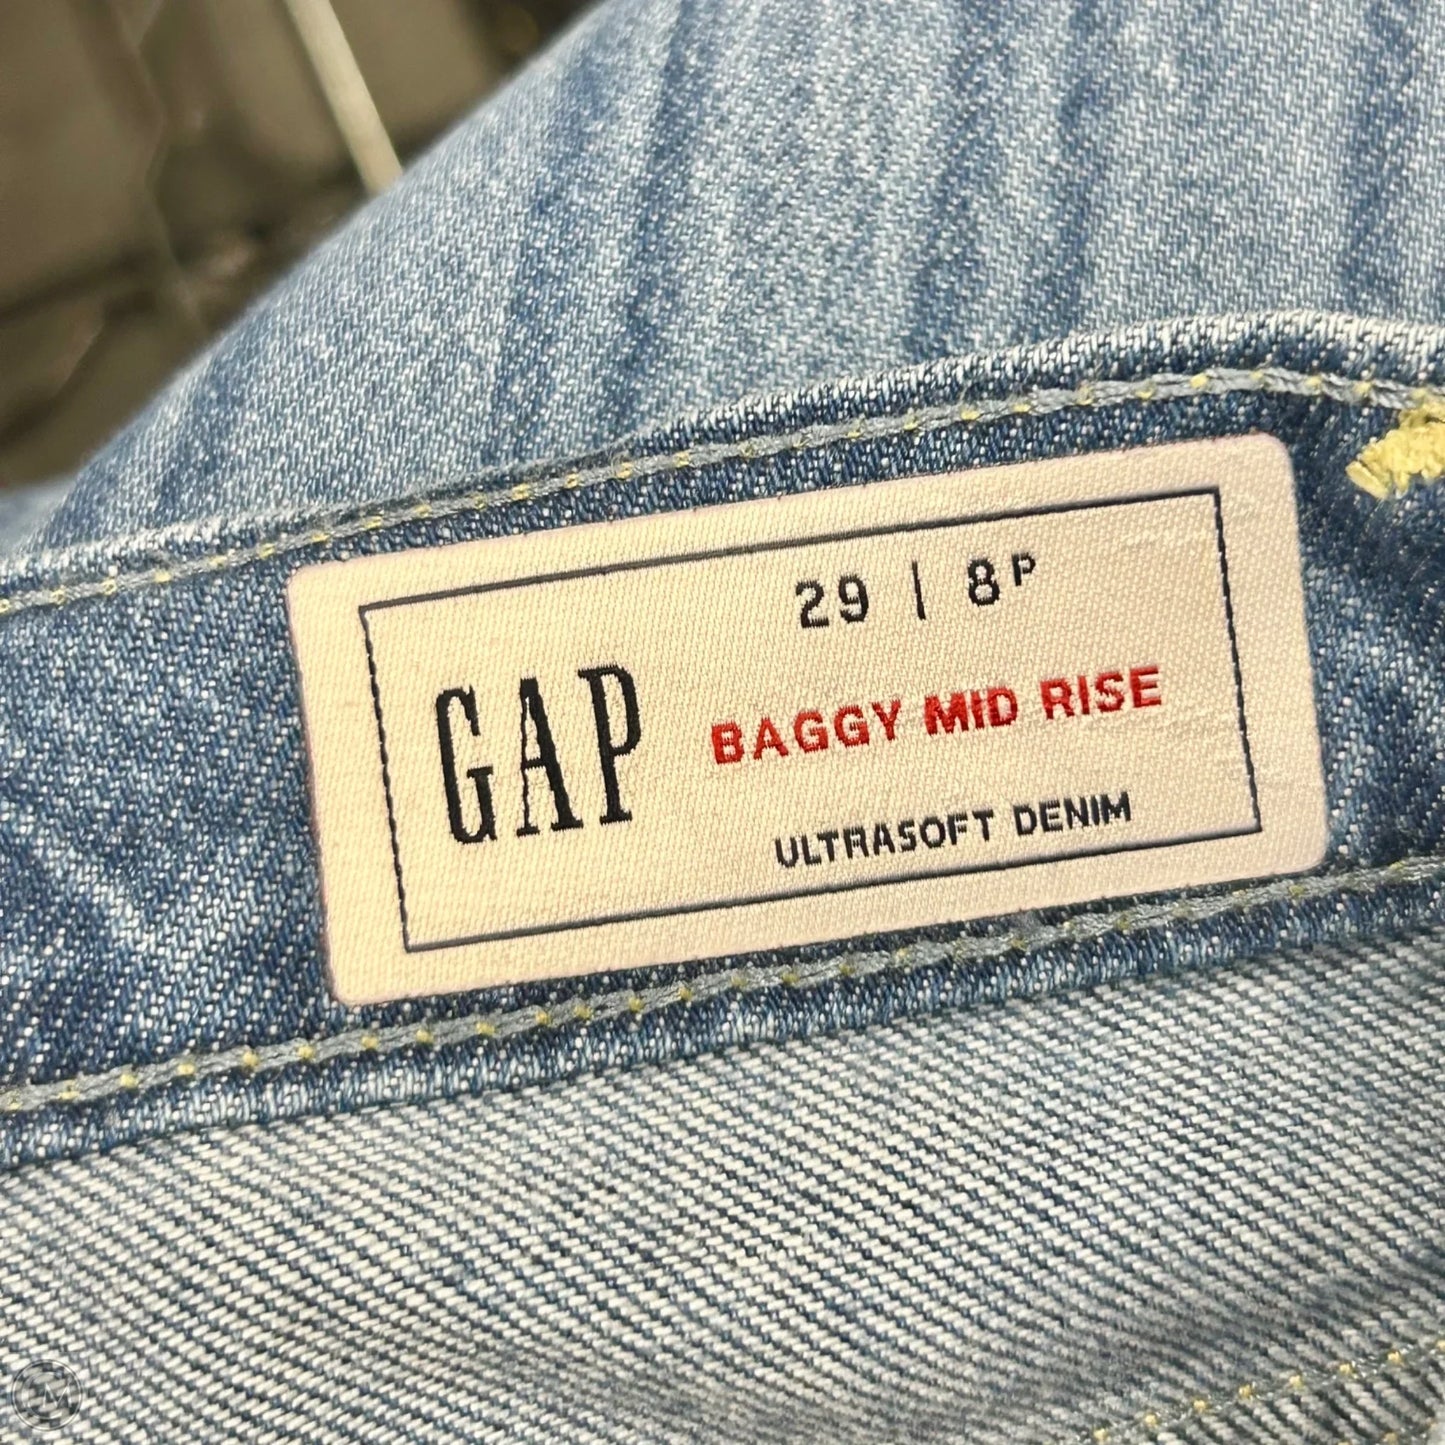 29 | 8P
GAP
BAGGY MID RISE
ULTRASOFT DENIM